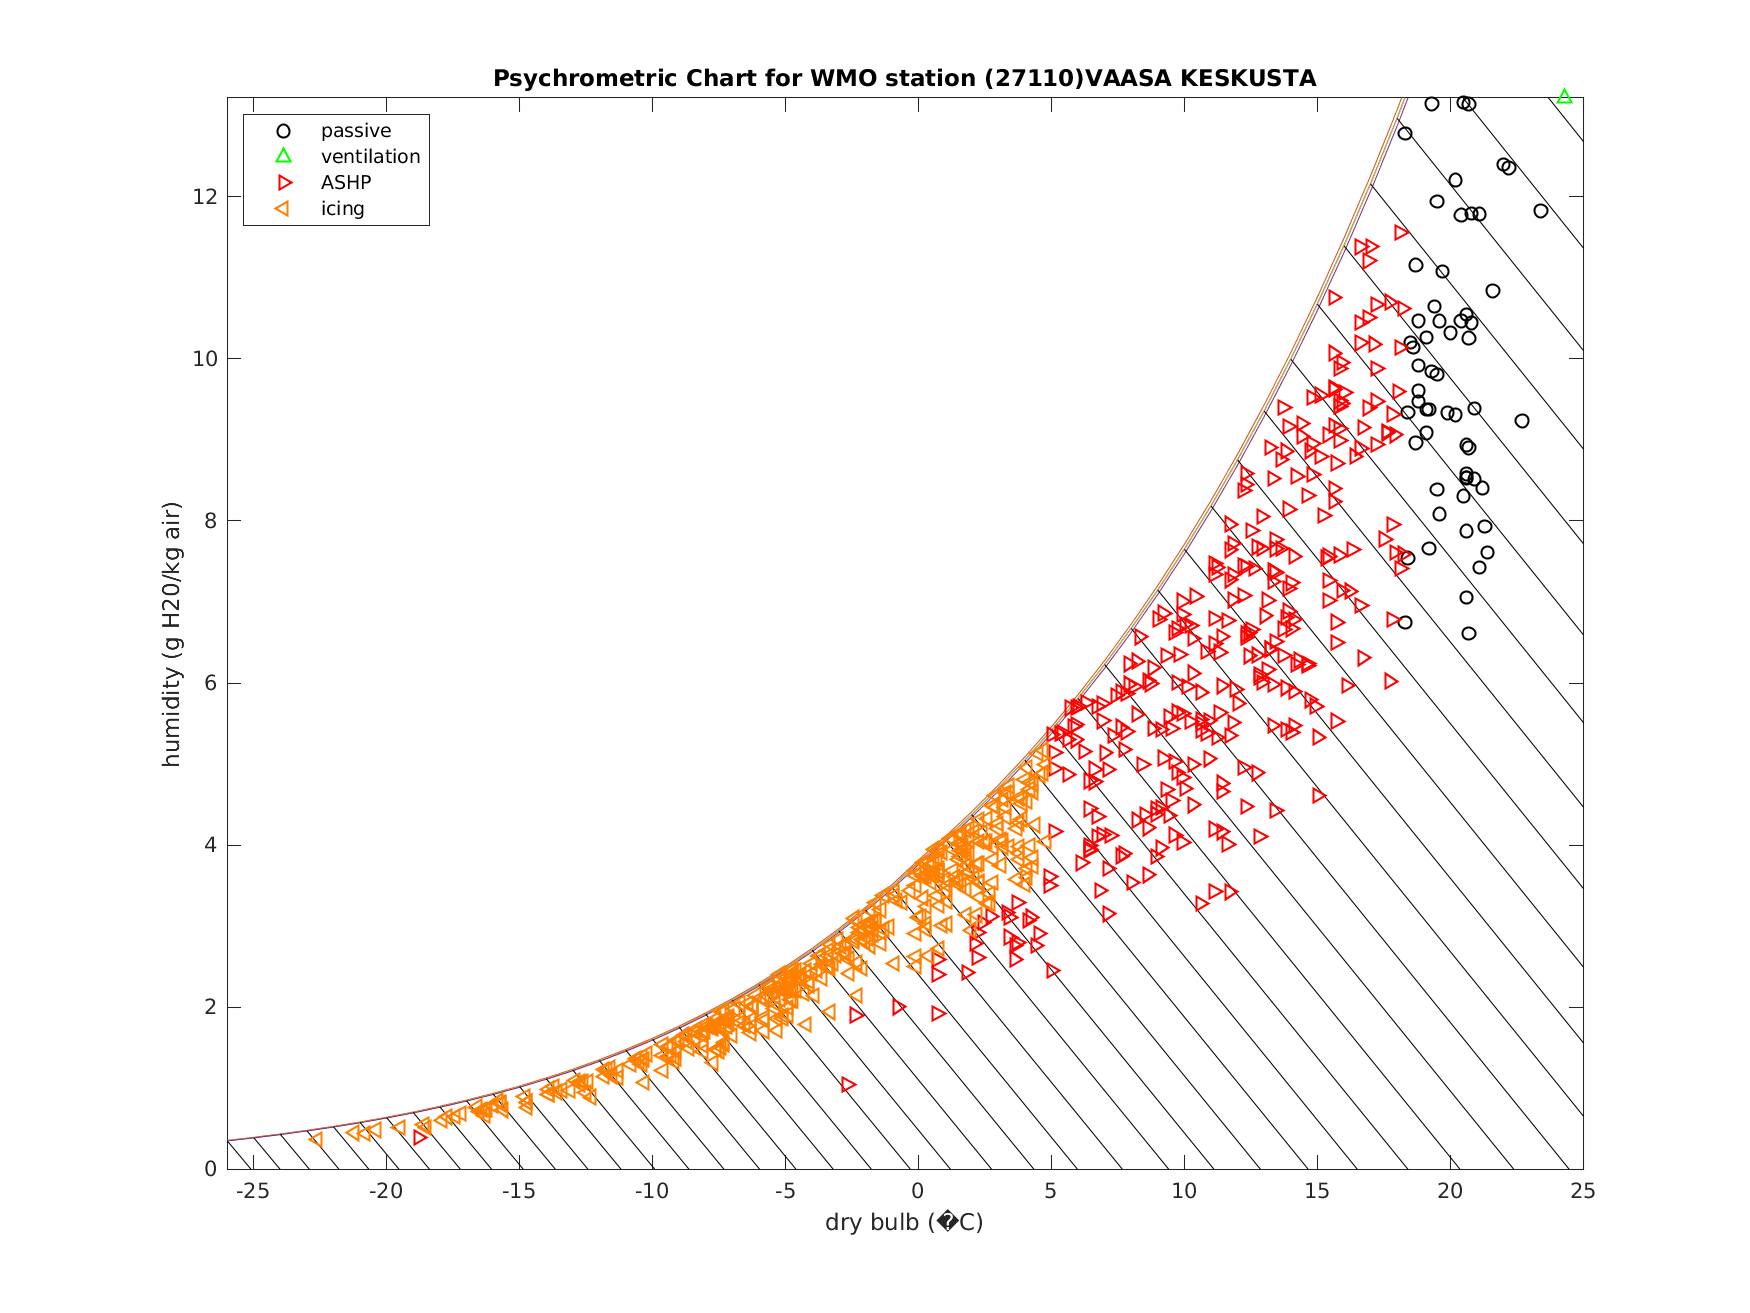 Psychrometric Chart for WMO station (27110)VAASA KESKUSTA
passive
ventilation
ASHP
icing
humidity (g H20/kg air)
12
10
8
6
4
2
0
-25 -20 -15 -10 -5 0 5 10 15 20 25
dry bulb (�C)